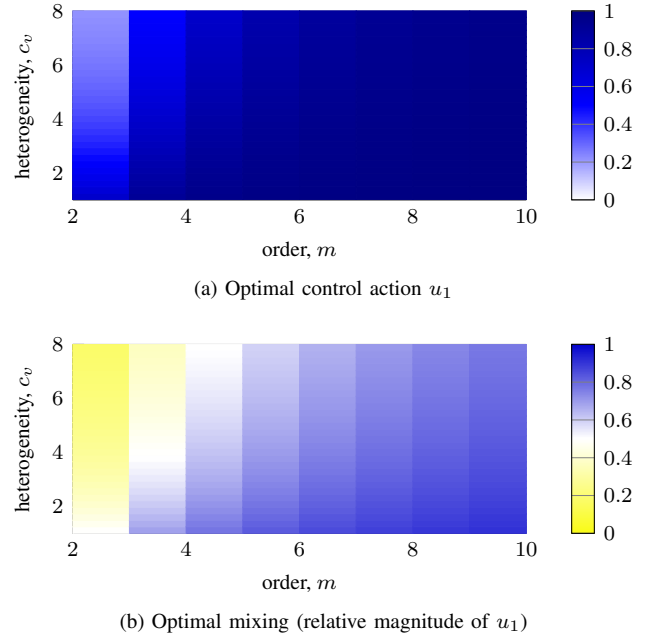 8
6
4
2
heterogeneity, c_v
2 4 6 8 10
order, m
1
0.8
0.6
0.4
0.2
0
(a) Optimal control action u_1
8
6
4
2
heterogeneity, c_v
2 4 6 8 10
order, m
1
0.8
0.6
0.4
0.2
0
(b) Optimal mixing (relative magnitude of u_1)